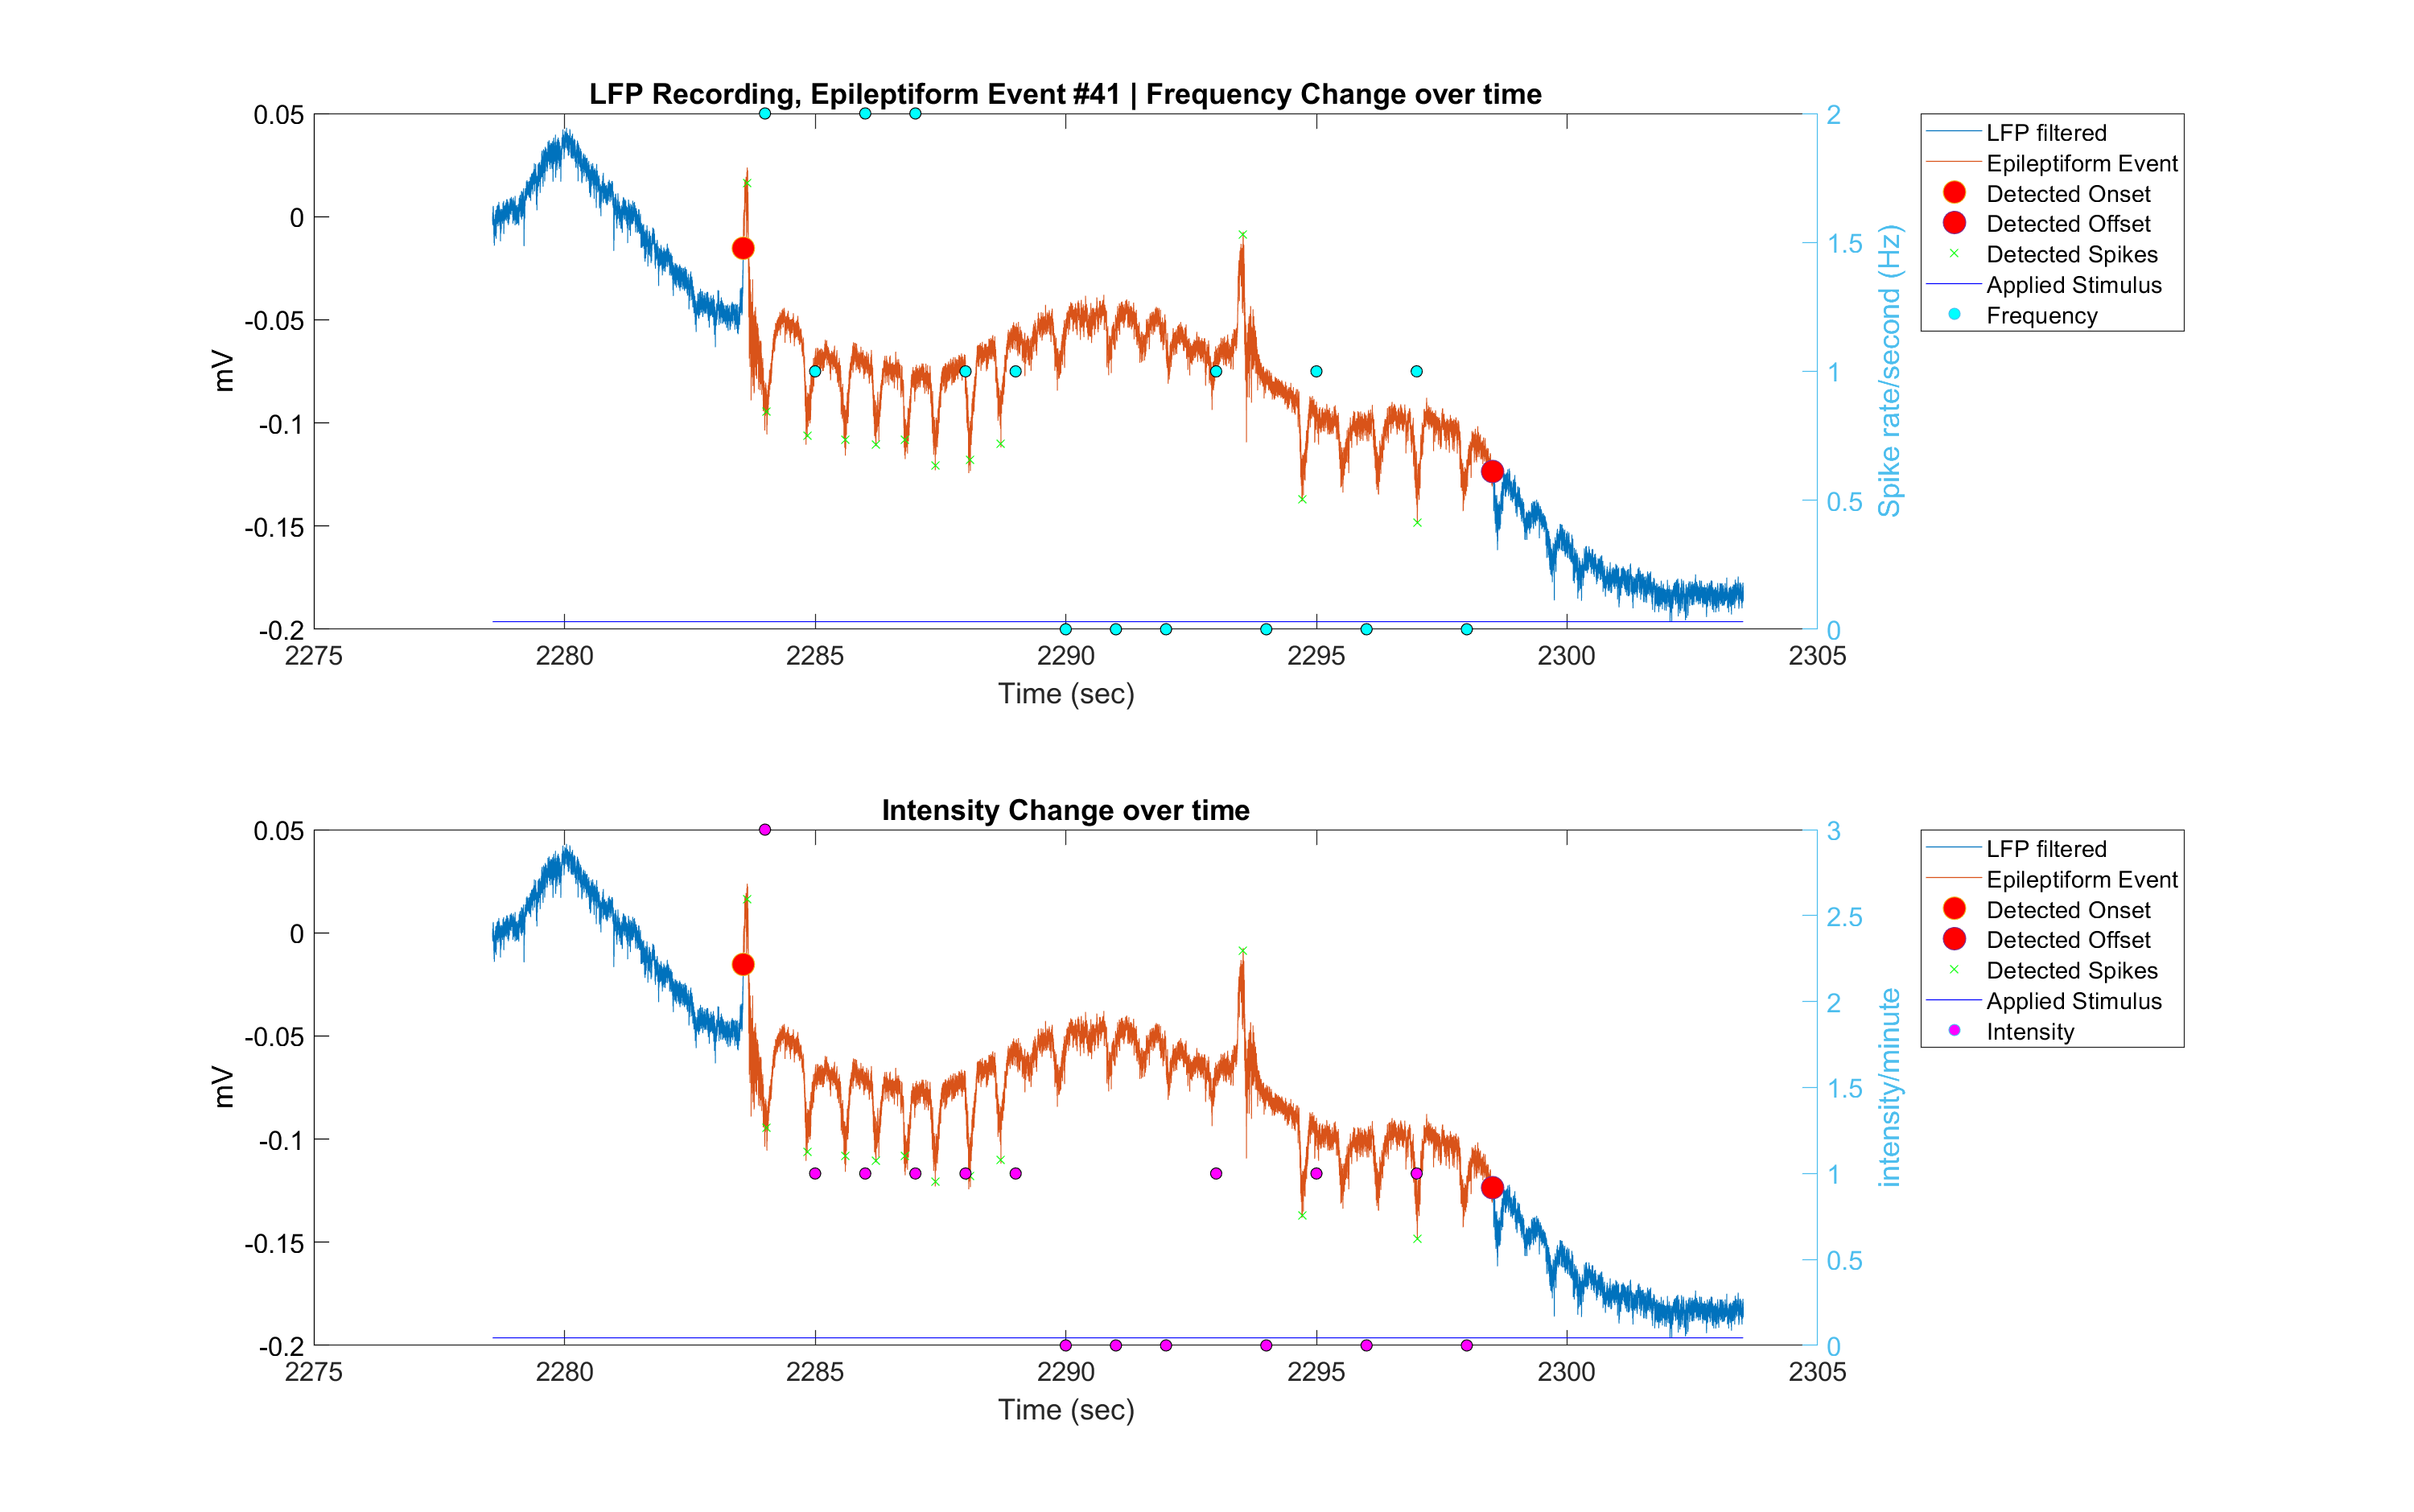 LFP Recording, Epileptiform Event #41 | Frequency Change over time
0.05
0
-0.05
-0.1
-0.15
-0.2
mV
2
1.5
1
0.5
0
Spike rate/second (Hz)
2275
2280
2285
2290
2295
2300
2305
Time (sec)
LFP filtered
Epileptiform Event
Detected Onset
Detected Offset
Detected Spikes
Applied Stimulus
Frequency
Intensity Change over time
0.05
0
-0.05
-0.1
-0.15
-0.2
mV
3
2.5
2
1.5
1
0.5
0
intensity/minute
2275
2280
2285
2290
2295
2300
2305
Time (sec)
LFP filtered
Epileptiform Event
Detected Onset
Detected Offset
Detected Spikes
Applied Stimulus
Intensity